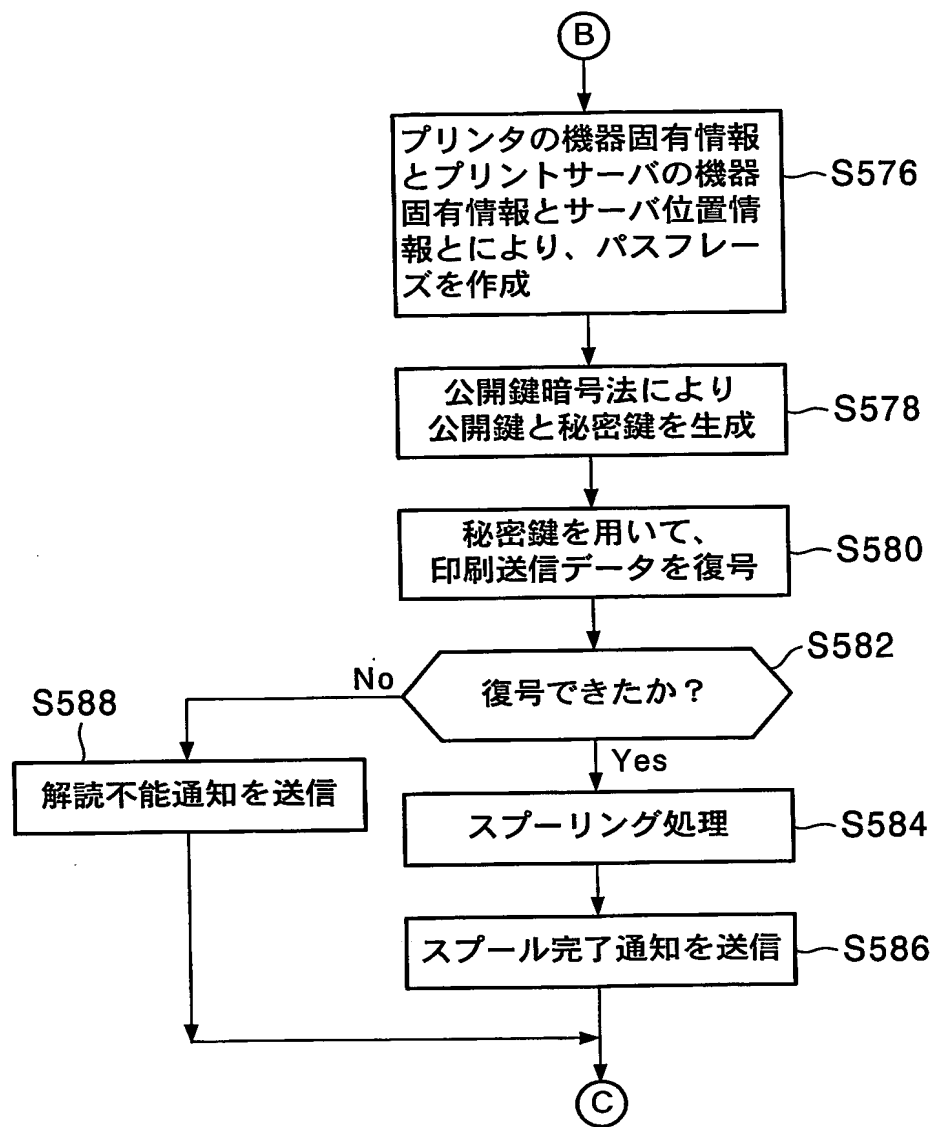 B
プリンタの機器固有情報
とプリントサーバの機器
固有情報とサーバ位置情
報とにより、パスフレー
ズを作成
S576
公開鍵暗号法により
公開鍵と秘密鍵を生成
S578
秘密鍵を用いて、
印刷送信データを復号
S580
復号できたか？
S582
No
Yes
S588
解読不能通知を送信
スプーリング処理
S584
スプール完了通知を送信
S586
C